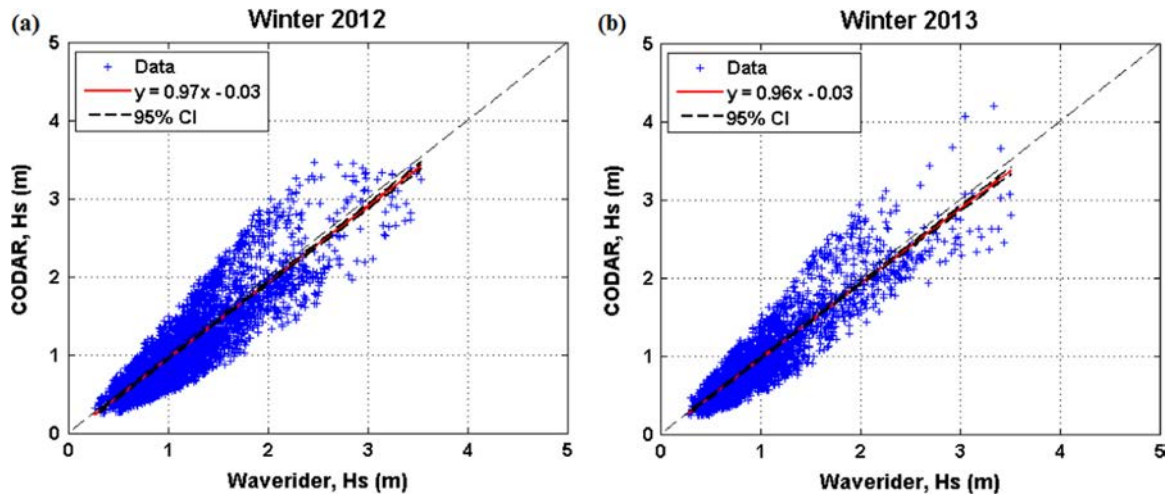 (a)
Winter 2012
5
4
3
2
1
0
CODAR, Hs (m)
Data
y = 0.97x - 0.03
95% CI
0 1 2 3 4 5
Waverider, Hs (m)
(b)
Winter 2013
5
4
3
2
1
0
CODAR, Hs (m)
Data
y = 0.96x - 0.03
95% CI
0 1 2 3 4 5
Waverider, Hs (m)